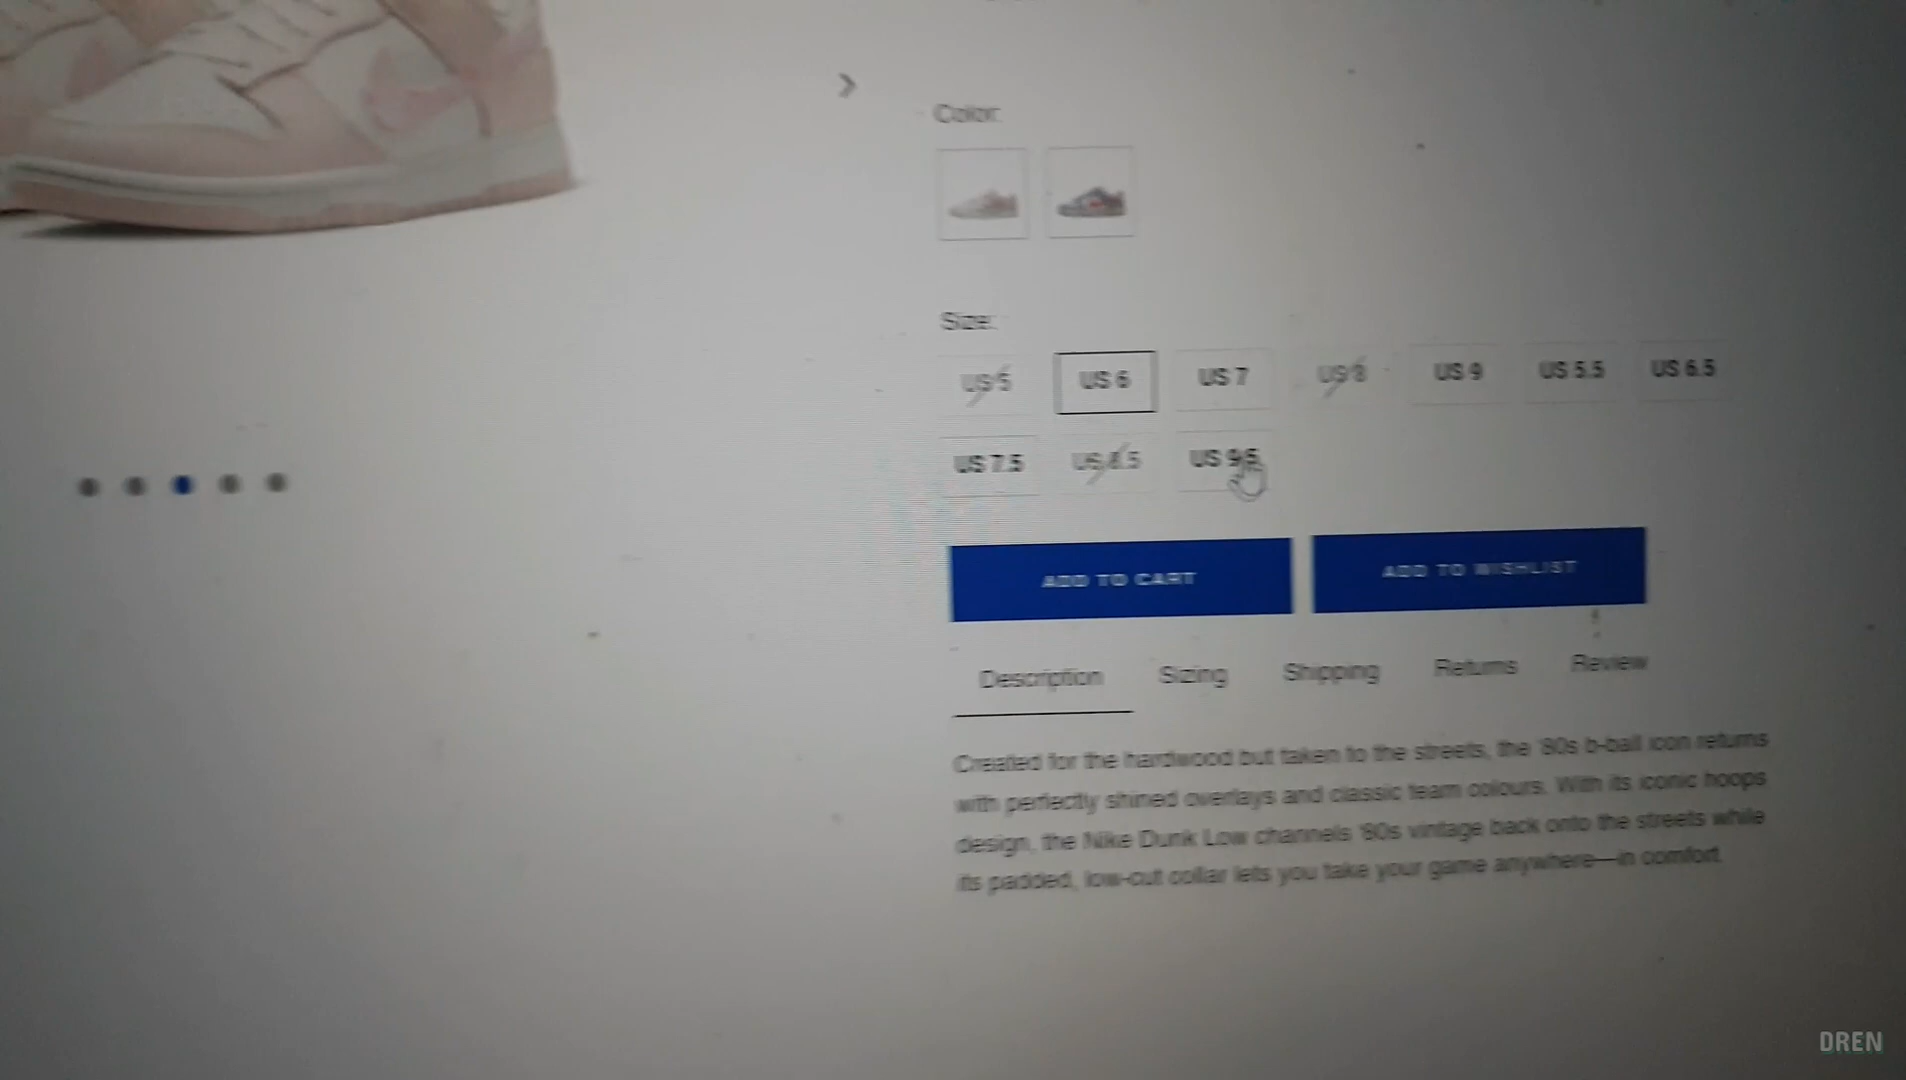 Color:
Size:
US 5
US 6
US 7
US 8
US 9
US 5.5
US 6.5
US 7.5
US 8.5
US 9.5
ADD TO CART
ADD TO WISHLIST
Description
Sizing
Shipping
Returns
Review
Created for the hardwood but taken to the streets, the '80s b-ball icon returns
with perfectly shined overlays and classic team colours. With its iconic hoops
design, the Nike Dunk Low channels '80s vintage back onto the streets while
its padded, low-cut collar lets you take your game anywhere—in comfort.
DREN